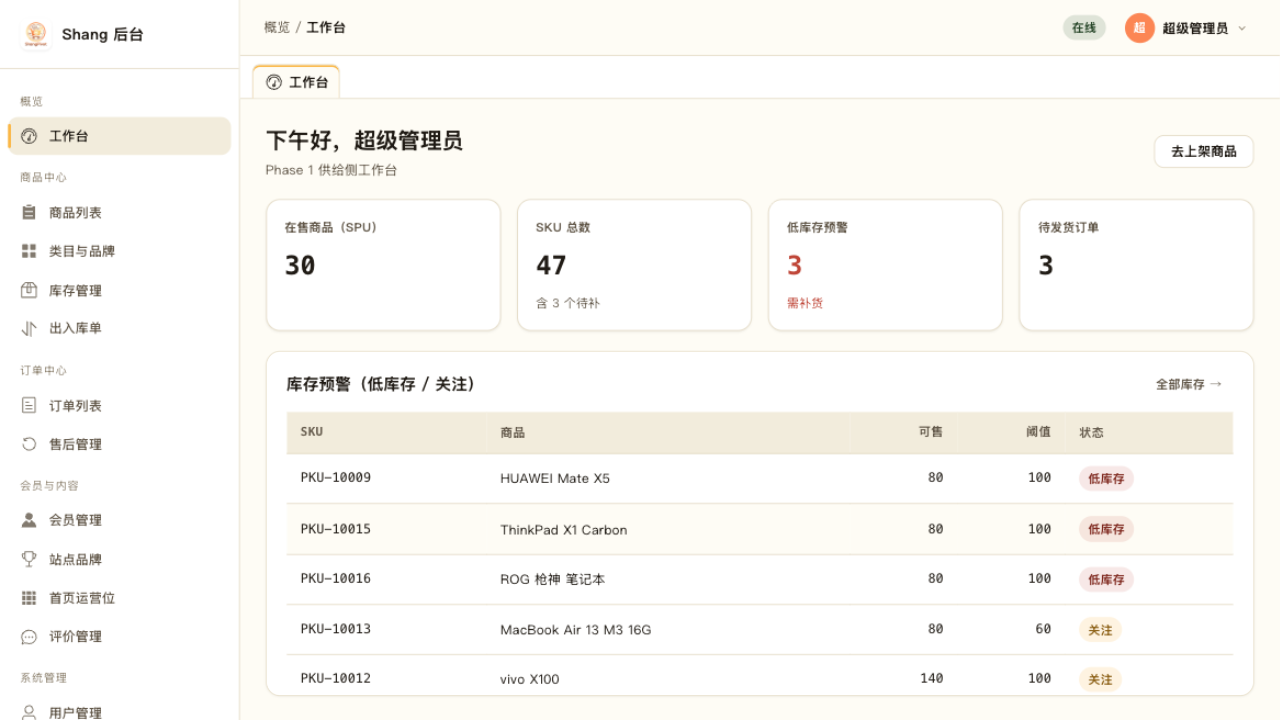 Shang 后台
概览
工作台
商品中心
商品列表
类目与品牌
库存管理
出入库单
订单中心
订单列表
售后管理
会员与内容
会员管理
站点品牌
首页运营位
评价管理
系统管理
用户管理
概览 / 工作台
在线
超 超级管理员
工作台
下午好，超级管理员
Phase 1 供给侧工作台
去上架商品
在售商品（SPU）
30
SKU 总数
47
含 3 个待补
低库存预警
3
需补货
待发货订单
3
库存预警（低库存 / 关注）
全部库存 →
SKU 商品 可售 阈值 状态
PKU-10009 HUAWEI Mate X5 80 100 低库存
PKU-10015 ThinkPad X1 Carbon 80 100 低库存
PKU-10016 ROG 枪神 笔记本 80 100 低库存
PKU-10013 MacBook Air 13 M3 16G 80 60 关注
PKU-10012 vivo X100 140 100 关注